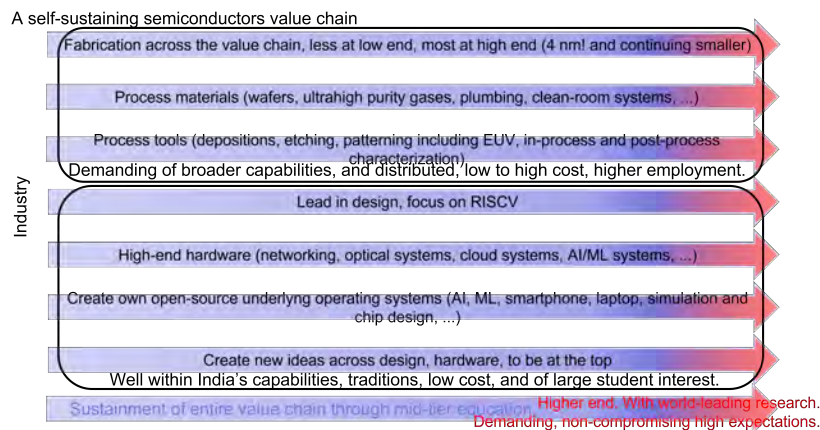 A self-sustaining semiconductors value chain
Fabrication across the value chain, less at low end, most at high end (4 nm! and continuing smaller)
Process materials (wafers, ultrahigh purity gases, plumbing, clean-room systems, ...)
Process tools (depositions, etching, patterning including EUV, in-process and post-process
characterization)
Demanding of broader capabilities, and distributed, low to high cost, higher employment.
Industry
Lead in design, focus on RISCV
High-end hardware (networking, optical systems, cloud systems, AI/ML systems, ...)
Create own open-source underlyng operating systems (AI, ML, smartphone, laptop, simulation and
chip design, ...)
Create new ideas across design, hardware, to be at the top
Well within India's capabilities, traditions, low cost, and of large student interest.
Sustainment of entire value chain through mid-tier education
Higher end. With world-leading research.
Demanding, non-compromising high expectations.